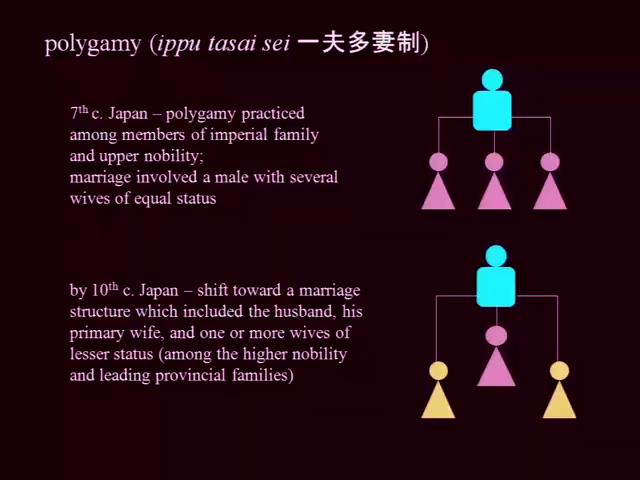 polygamy (ippu tasai sei 一夫多妻制)
7th c. Japan – polygamy practiced
among members of imperial family
and upper nobility;
marriage involved a male with several
wives of equal status
by 10th c. Japan – shift toward a marriage
structure which included the husband, his
primary wife, and one or more wives of
lesser status (among the higher nobility
and leading provincial families)